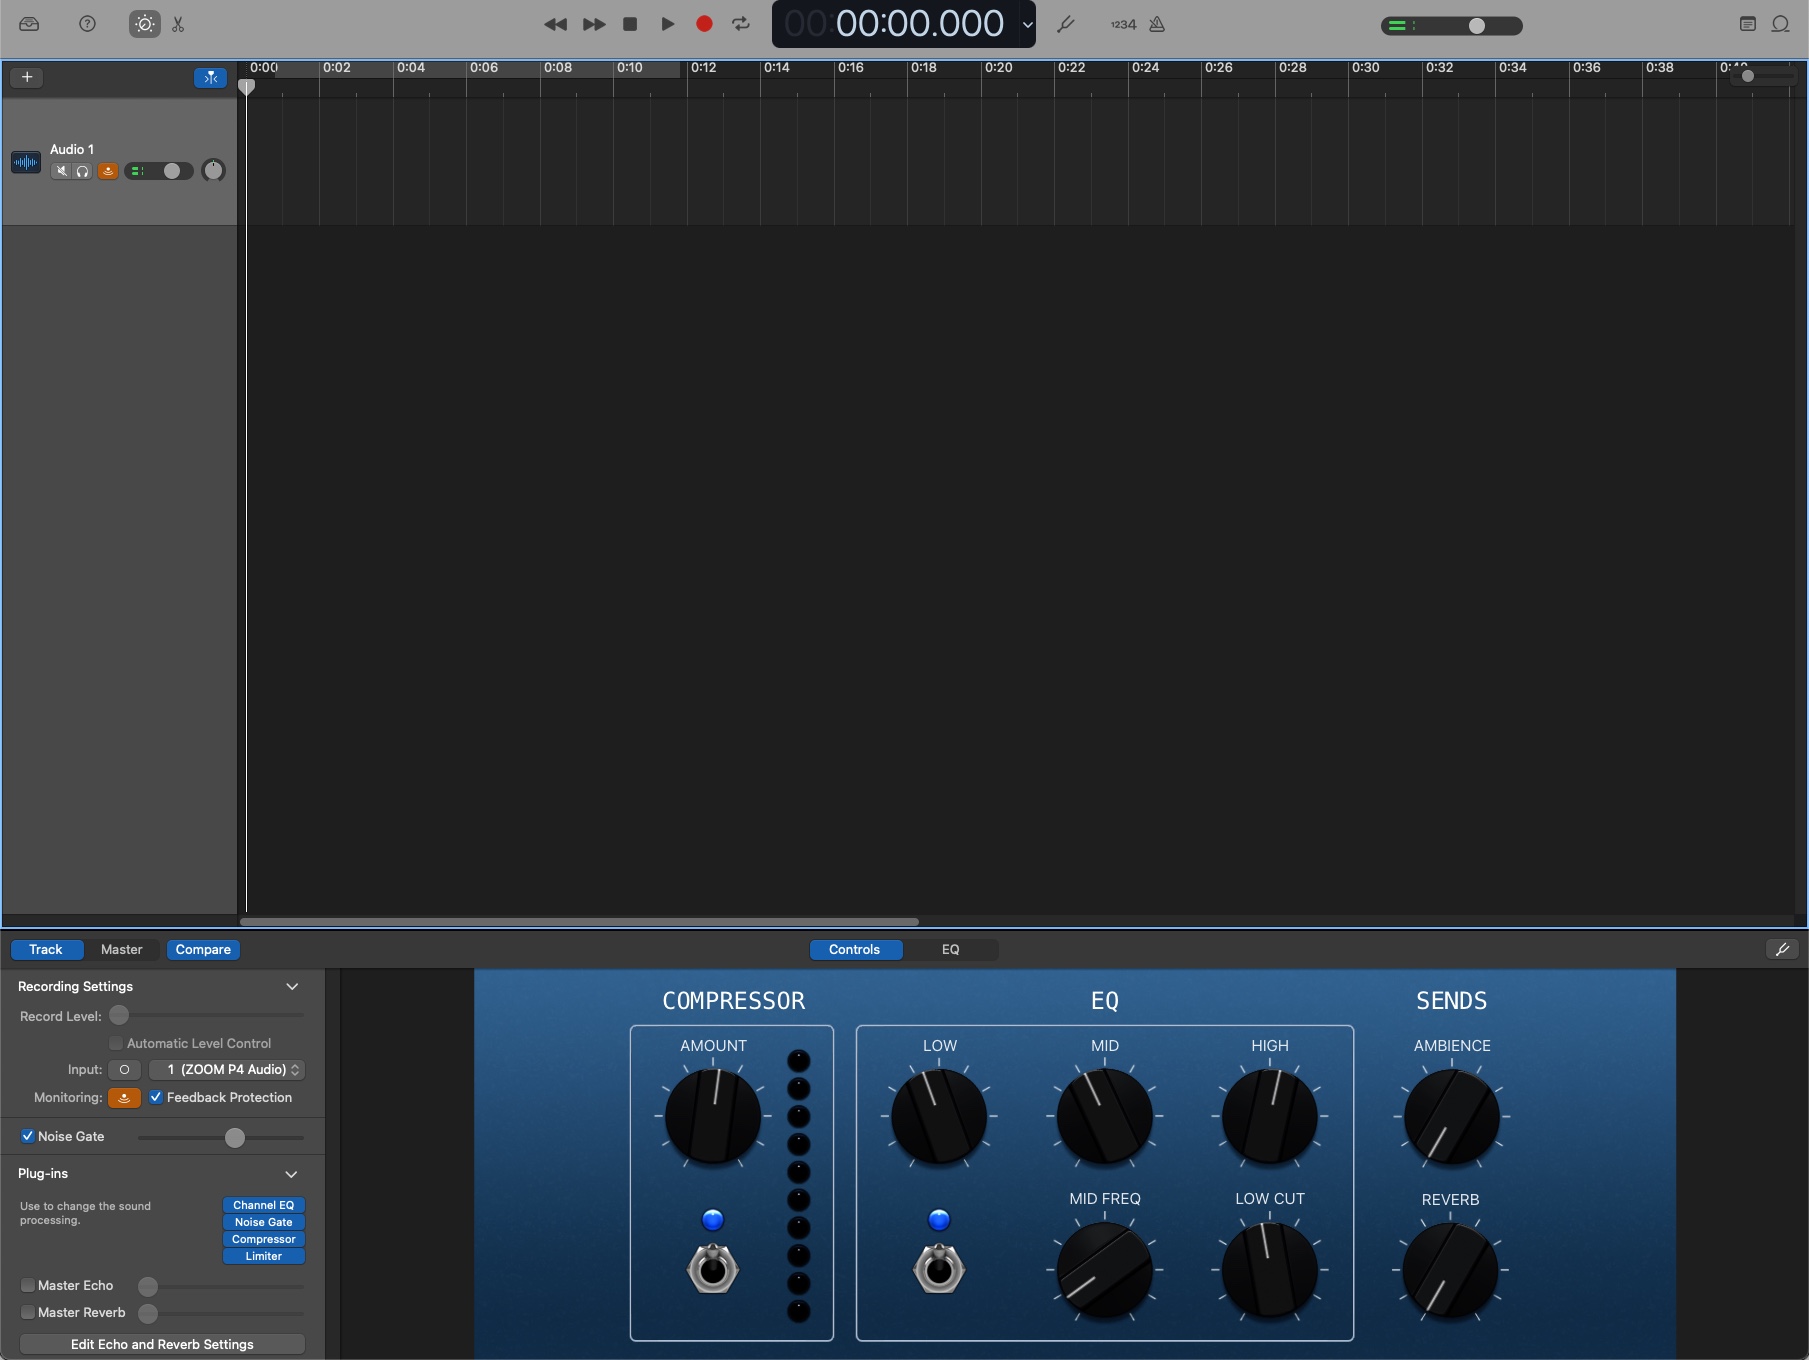 00:00:00.000
1234
0:00 0:02 0:04 0:06 0:08 0:10 0:12 0:14 0:16 0:18 0:20 0:22 0:24 0:26 0:28 0:30 0:32 0:34 0:36 0:38
Audio 1
Track Master Compare Controls EQ
Recording Settings
Record Level:
Automatic Level Control
Input: 1 (ZOOM P4 Audio)
Monitoring: Feedback Protection
Noise Gate
Plug-ins
Use to change the sound
processing.
Channel EQ
Noise Gate
Compressor
Limiter
Master Echo
Master Reverb
Edit Echo and Reverb Settings
COMPRESSOR EQ SENDS
AMOUNT LOW MID HIGH AMBIENCE
MID FREQ LOW CUT REVERB